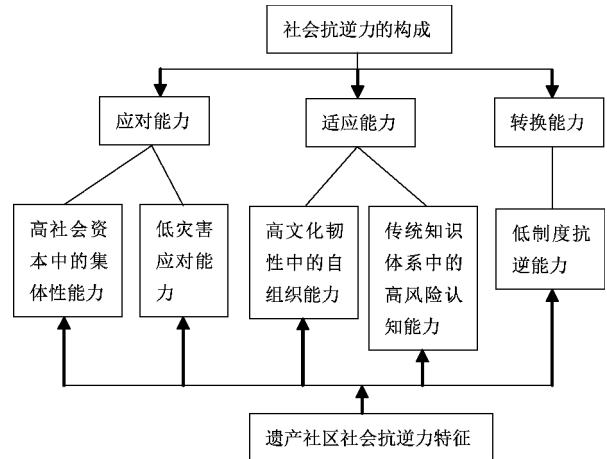 社会抗逆力的构成
应对能力
适应能力
转换能力
高社会资
本中的集
体性能力
低灾害
应对能
力
高文化韧
性中的自
组织能力
传统知识
体系中的
高风险认
知能力
低制度抗
逆能力
遗产社区社会抗逆力特征